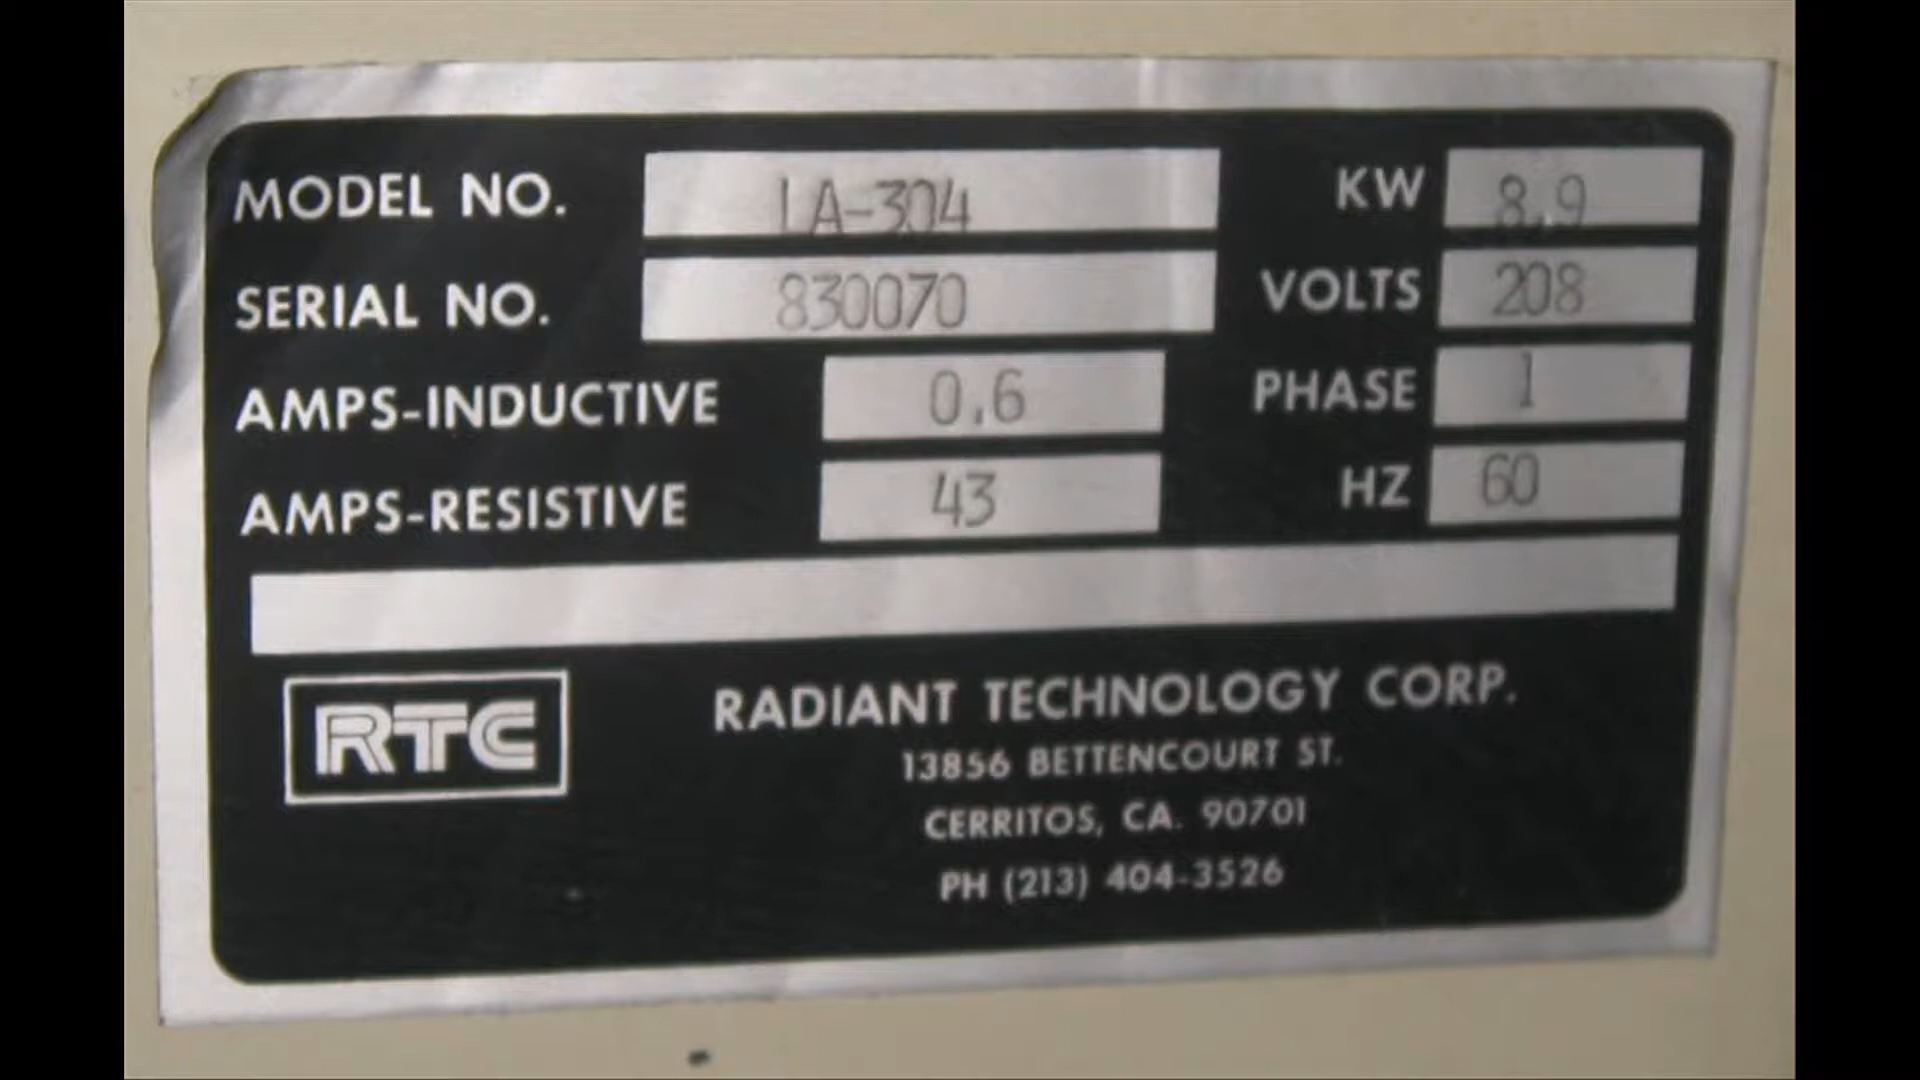 MODEL NO. LA-304 KW 8.9
SERIAL NO. 830070 VOLTS 208
AMPS-INDUCTIVE 0.6 PHASE 1
AMPS-RESISTIVE 43 HZ 60
RTC RADIANT TECHNOLOGY CORP.
13856 BETTENCOURT ST.
CERRITOS, CA. 90701
PH (213) 404-3526